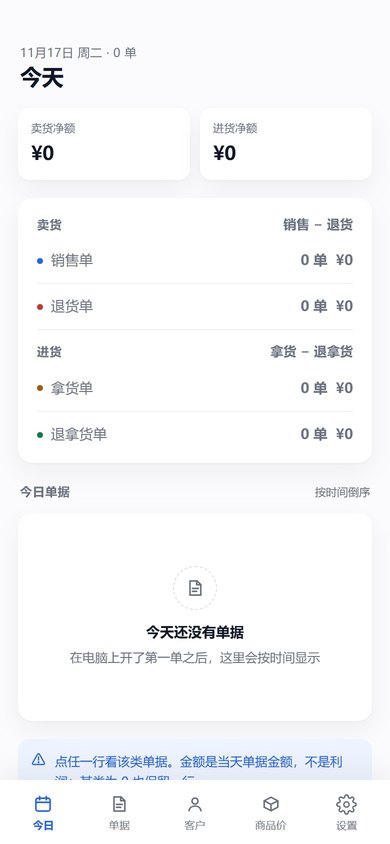 11月17日 周二 · 0 单
今天
卖货净额
进货净额
¥0
¥0
卖货 销售 − 退货
销售单 0 单 ¥0
退货单 0 单 ¥0
进货 拿货 − 退拿货
拿货单 0 单 ¥0
退拿货单 0 单 ¥0
今日单据 按时间倒序
今天还没有单据
在电脑上开了第一单之后，这里会按时间显示
点任一行看该类单据。金额是当天单据金额，不是利
今日 单据 客户 商品价 设置